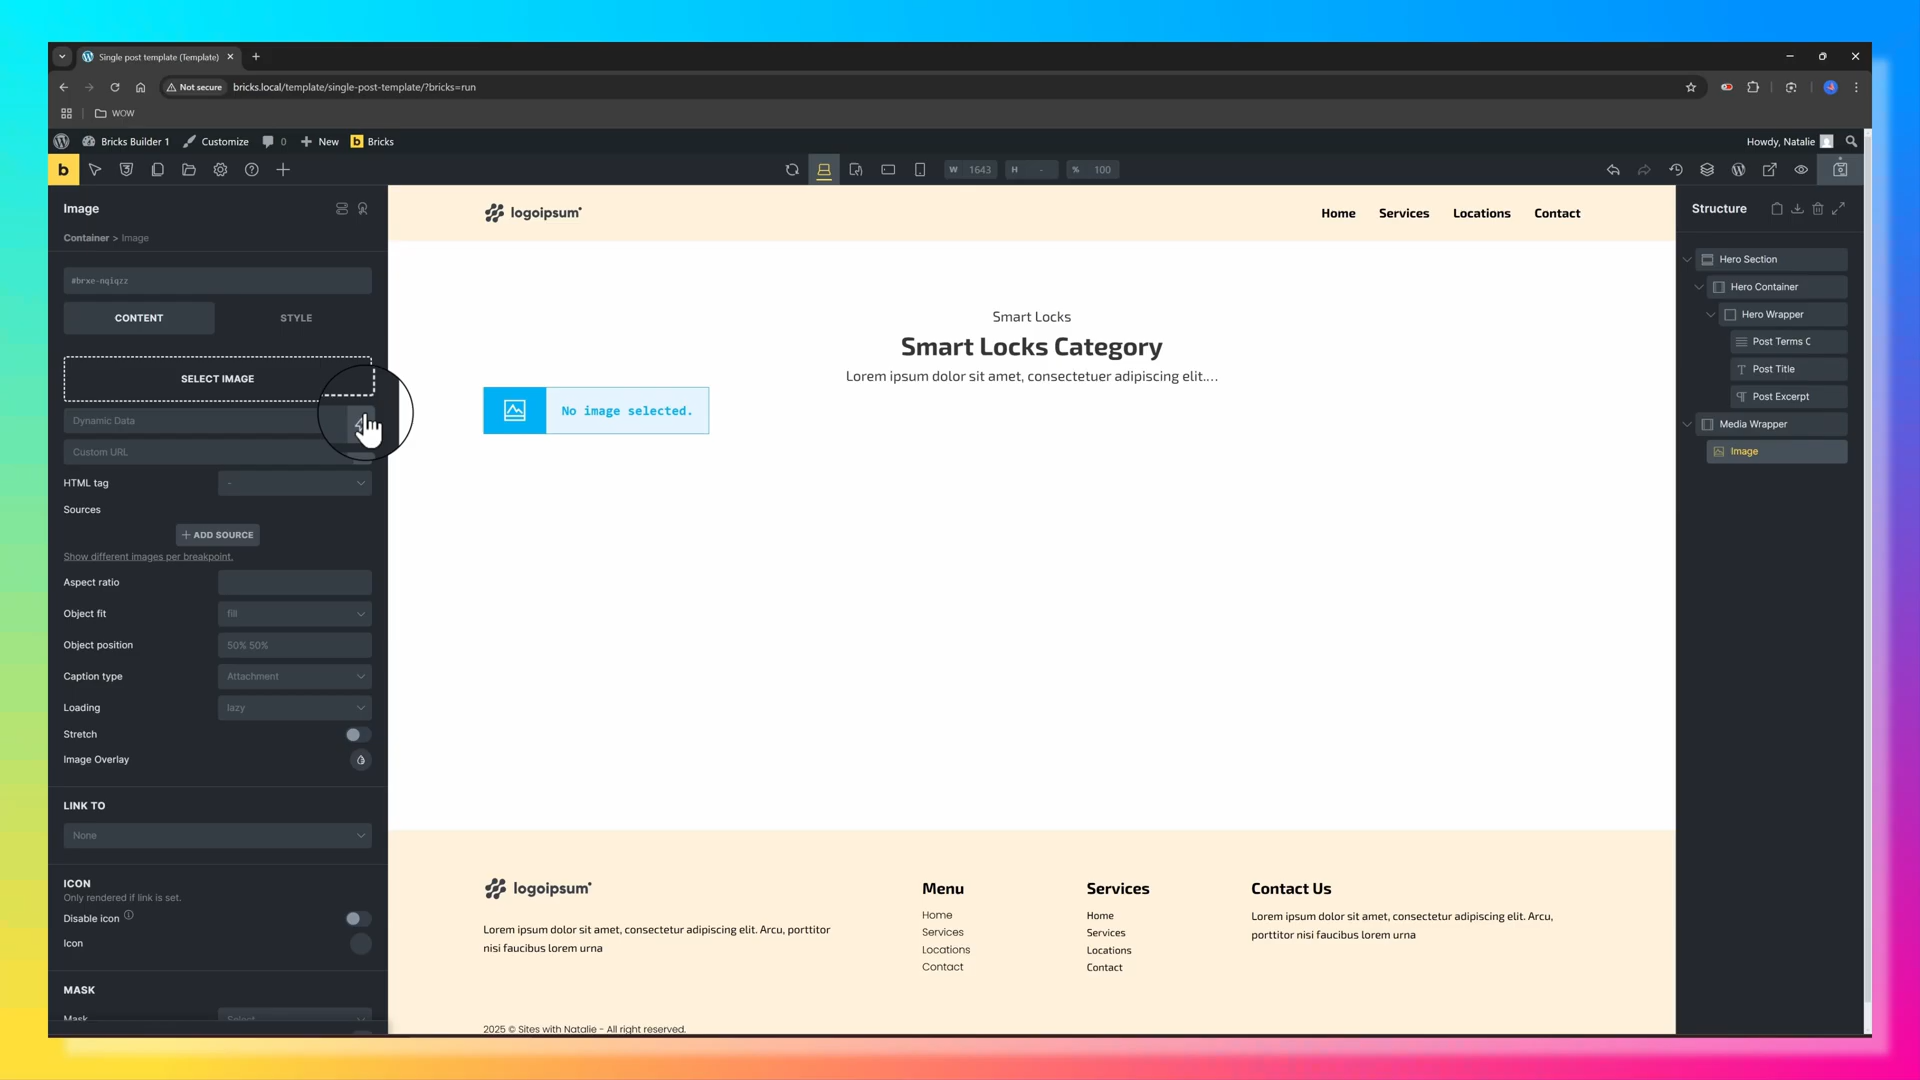 Single post template (Template)
Not secure
bricks.local/template/single-post-template/?bricks=run
WOW
Bricks Builder 1
Customize
0
New
Bricks
Howdy, Natalie
b
W 1643
H -
% 100
Image
Container > Image
#brxe-nqiqzz
CONTENT
STYLE
SELECT IMAGE
Dynamic Data
Custom URL
HTML tag
-
Sources
+ ADD SOURCE
Show different images per breakpoint.
Aspect ratio
Object fit
fill
Object position
50% 50%
Caption type
Attachment
Loading
lazy
Stretch
Image Overlay
LINK TO
None
ICON
Only rendered if link is set.
Disable icon
Icon
MASK
Mask
Select
logoipsum
Home
Services
Locations
Contact
Smart Locks
Smart Locks Category
Lorem ipsum dolor sit amet, consectetuer adipiscing elit.…
No image selected.
logoipsum
Lorem ipsum dolor sit amet, consectetur adipiscing elit. Arcu, porttitor
nisi faucibus lorem urna
Menu
Home
Services
Locations
Contact
Services
Home
Services
Locations
Contact
Contact Us
Lorem ipsum dolor sit amet, consectetur adipiscing elit. Arcu,
porttitor nisi faucibus lorem urna
2025 © Sites with Natalie - All right reserved.
Structure
Hero Section
Hero Container
Hero Wrapper
Post Terms C
Post Title
Post Excerpt
Media Wrapper
Image